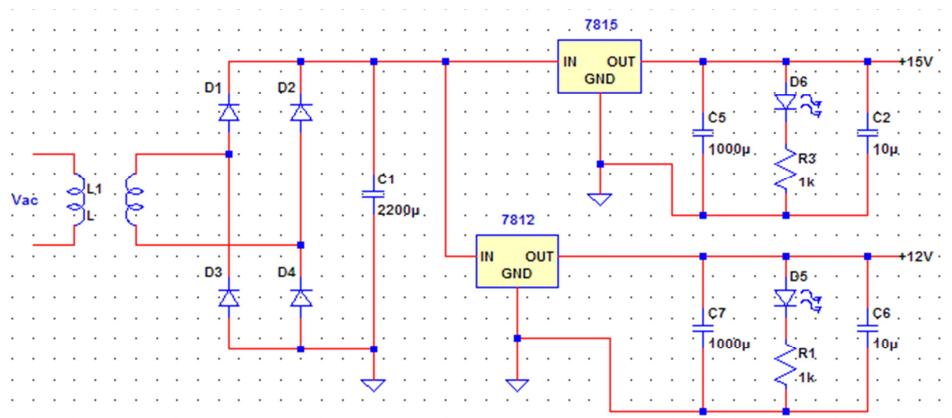 7815
IN OUT
GND
+15V
D1
D2
D6
C5
1000µ
C2
10µ
R3
1k
Vac
L1
L
C1
2200µ
7812
IN OUT
GND
+12V
D3
D4
D5
C7
1000µ
C6
10µ
R1
1k